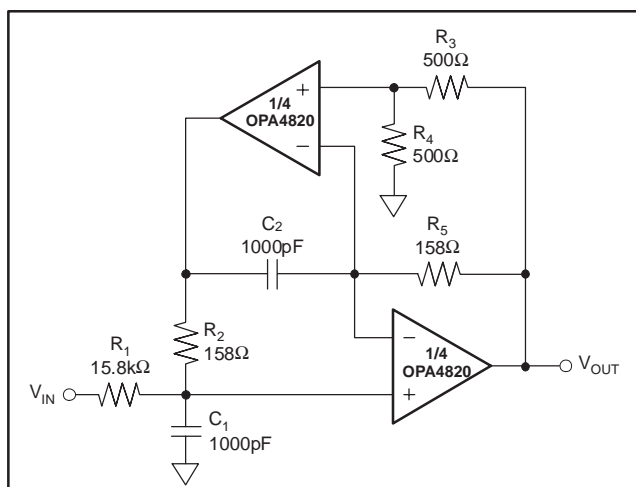 R3
500Ω
+
1/4
OPA4820
−
R4
500Ω
C2
1000pF
R5
158Ω
R2
158Ω
R1
15.8kΩ
−
1/4
OPA4820
+
VIN
VOUT
C1
1000pF